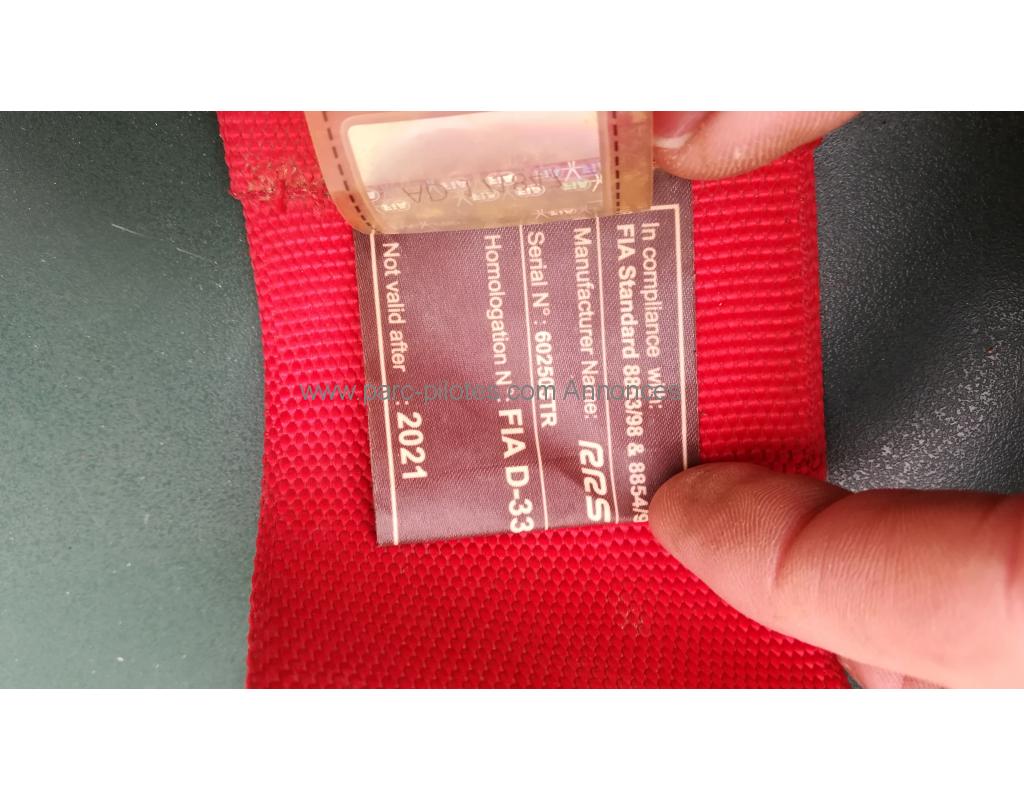 In compliance with:
FIA Standard 8853/98 & 8854/9
Manufacturer Name: RRS
Serial N° :
Homologation N° FIA D-33
Not valid after 2021
www.parc-pilotes.com Annonces